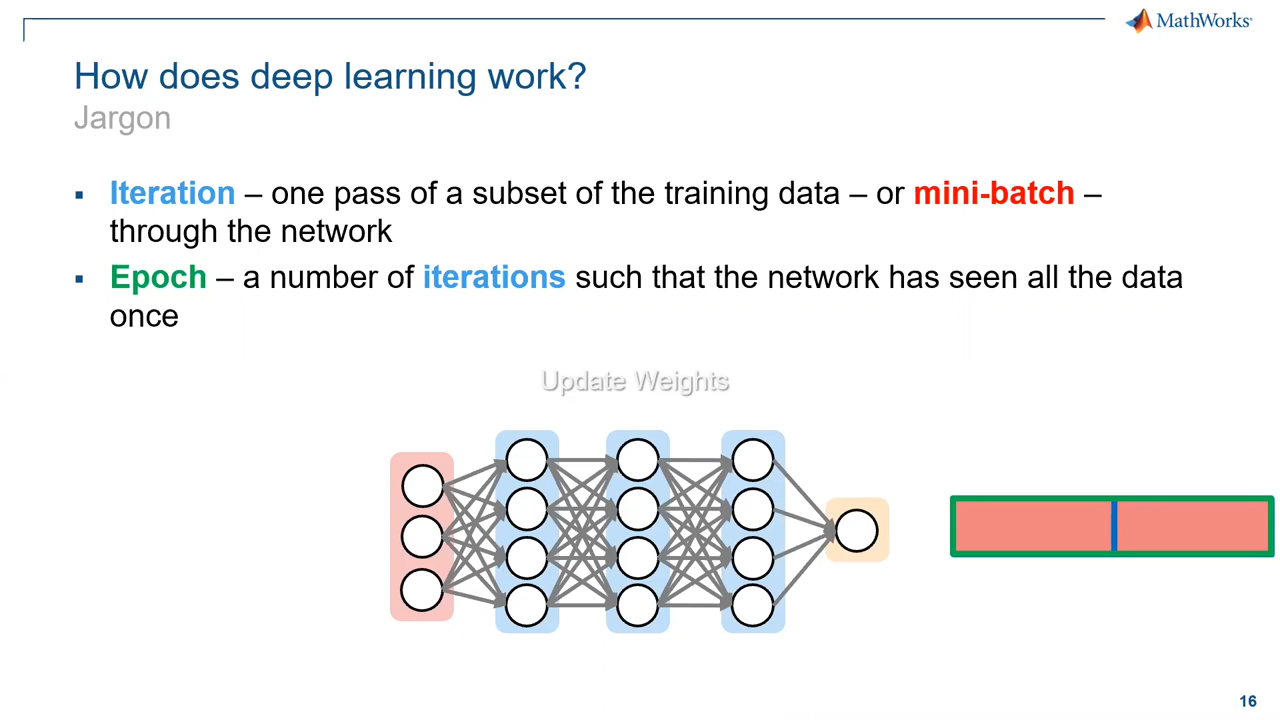 MathWorks®
How does deep learning work?
Jargon
▪ Iteration – one pass of a subset of the training data – or mini-batch –
through the network
▪ Epoch – a number of iterations such that the network has seen all the data
once
Update Weights
16